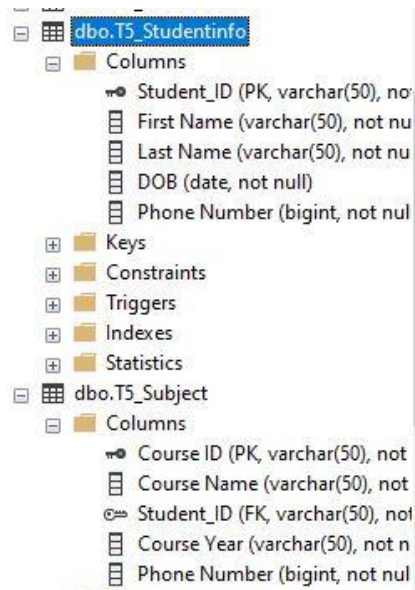 dbo.T5_Studentinfo
Columns
Student_ID (PK, varchar(50), no
First Name (varchar(50), not nu
Last Name (varchar(50), not nu
DOB (date, not null)
Phone Number (bigint, not nul
Keys
Constraints
Triggers
Indexes
Statistics
dbo.T5_Subject
Columns
Course ID (PK, varchar(50), not
Course Name (varchar(50), not
Student_ID (FK, varchar(50), not
Course Year (varchar(50), not n
Phone Number (bigint, not nul